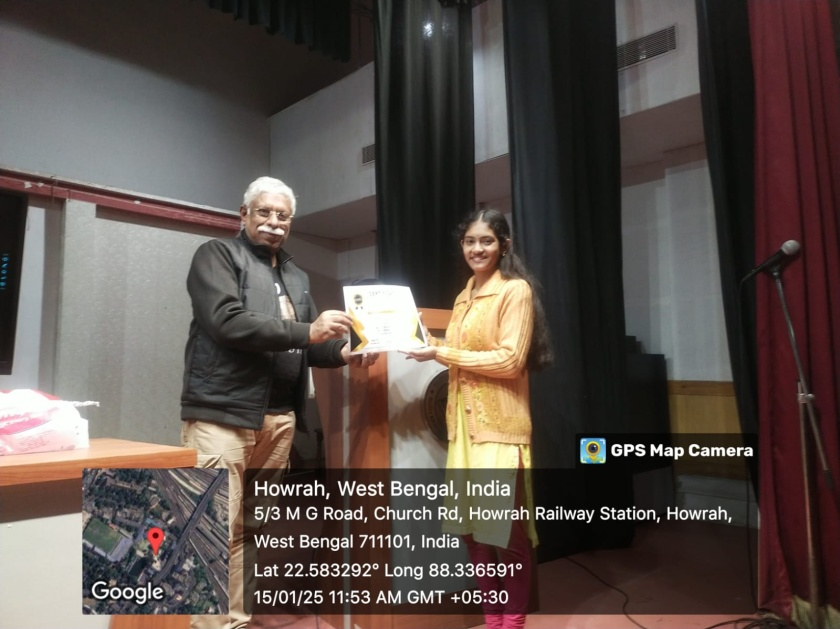 GPS Map Camera
Howrah, West Bengal, India
5/3 M G Road, Church Rd, Howrah Railway Station, Howrah,
West Bengal 711101, India
Lat 22.583292° Long 88.336591°
15/01/25 11:53 AM GMT +05:30
Google